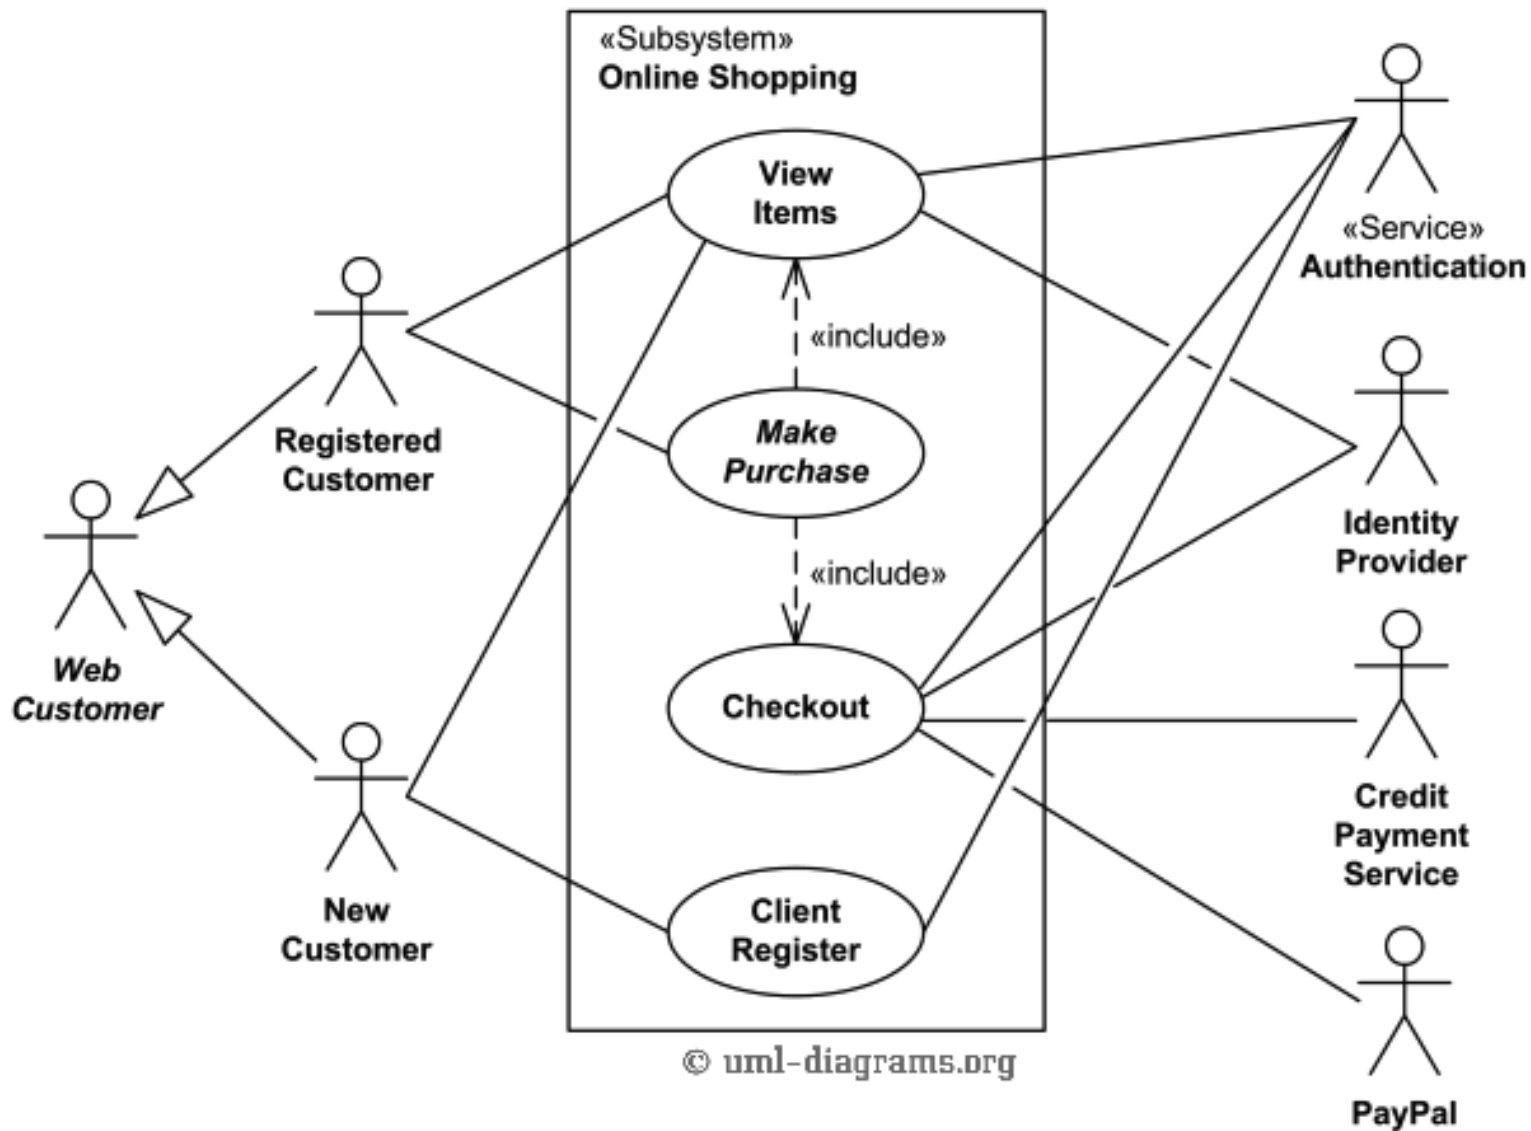 «Subsystem»
Online Shopping
View
Items
«include»
Make
Purchase
«include»
Checkout
Client
Register
Registered
Customer
Web
Customer
New
Customer
«Service»
Authentication
Identity
Provider
Credit
Payment
Service
PayPal
© uml-diagrams.org